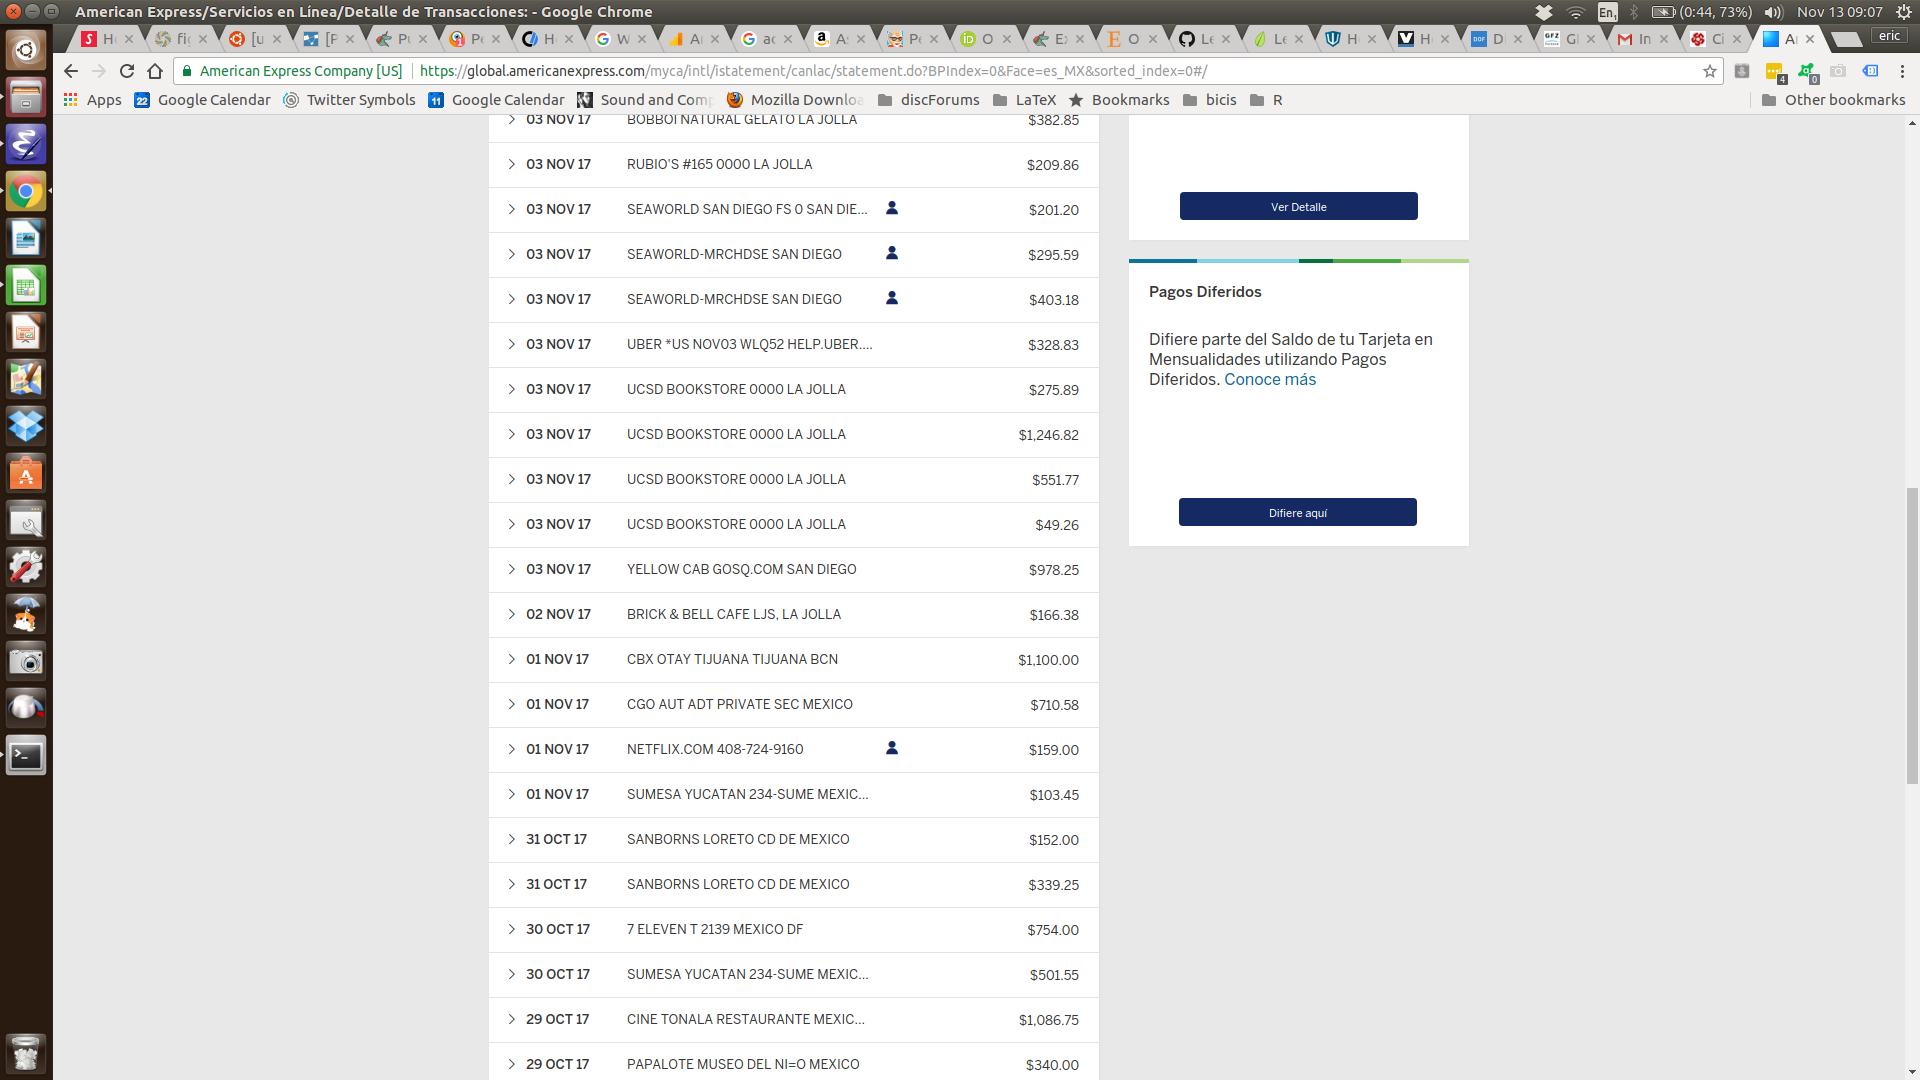 American Express/Servicios en Línea/Detalle de Transacciones: - Google Chrome
En₁
(0:44, 73%)
Nov 13 09:07
eric
American Express Company [US]
https://global.americanexpress.com/myca/intl/istatement/canlac/statement.do?BPIndex=0&Face=es_MX&sorted_index=0#/
4
0
Apps
22 Google Calendar
Twitter Symbols
11 Google Calendar
Sound and Comp
Mozilla Downloa
discForums
LaTeX
Bookmarks
bicis
R
Other bookmarks
03 NOV 17 BOBBOI NATURAL GELATO LA JOLLA $382.85
03 NOV 17 RUBIO'S #165 0000 LA JOLLA $209.86
03 NOV 17 SEAWORLD SAN DIEGO FS 0 SAN DIE... $201.20
03 NOV 17 SEAWORLD-MRCHDSE SAN DIEGO $295.59
03 NOV 17 SEAWORLD-MRCHDSE SAN DIEGO $403.18
03 NOV 17 UBER *US NOV03 WLQ52 HELP.UBER.... $328.83
03 NOV 17 UCSD BOOKSTORE 0000 LA JOLLA $275.89
03 NOV 17 UCSD BOOKSTORE 0000 LA JOLLA $1,246.82
03 NOV 17 UCSD BOOKSTORE 0000 LA JOLLA $551.77
03 NOV 17 UCSD BOOKSTORE 0000 LA JOLLA $49.26
03 NOV 17 YELLOW CAB GOSQ.COM SAN DIEGO $978.25
02 NOV 17 BRICK & BELL CAFE LJS, LA JOLLA $166.38
01 NOV 17 CBX OTAY TIJUANA TIJUANA BCN $1,100.00
01 NOV 17 CGO AUT ADT PRIVATE SEC MEXICO $710.58
01 NOV 17 NETFLIX.COM 408-724-9160 $159.00
01 NOV 17 SUMESA YUCATAN 234-SUME MEXIC... $103.45
31 OCT 17 SANBORNS LORETO CD DE MEXICO $152.00
31 OCT 17 SANBORNS LORETO CD DE MEXICO $339.25
30 OCT 17 7 ELEVEN T 2139 MEXICO DF $754.00
30 OCT 17 SUMESA YUCATAN 234-SUME MEXIC... $501.55
29 OCT 17 CINE TONALA RESTAURANTE MEXIC... $1,086.75
29 OCT 17 PAPALOTE MUSEO DEL NI=O MEXICO $340.00
Ver Detalle
Pagos Diferidos
Difiere parte del Saldo de tu Tarjeta en
Mensualidades utilizando Pagos
Diferidos. Conoce más
Difiere aquí